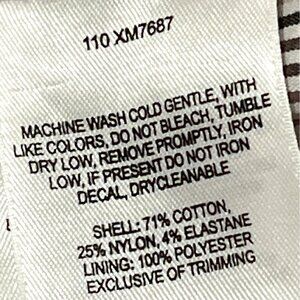 110 XM7687
MACHINE WASH COLD GENTLE, WITH
LIKE COLORS, DO NOT BLEACH, TUMBLE
DRY LOW, REMOVE PROMPTLY, IRON
LOW, IF PRESENT DO NOT IRON
DECAL, DRYCLEANABLE
SHELL: 71% COTTON,
25% NYLON, 4% ELASTANE
LINING: 100% POLYESTER
EXCLUSIVE OF TRIMMING